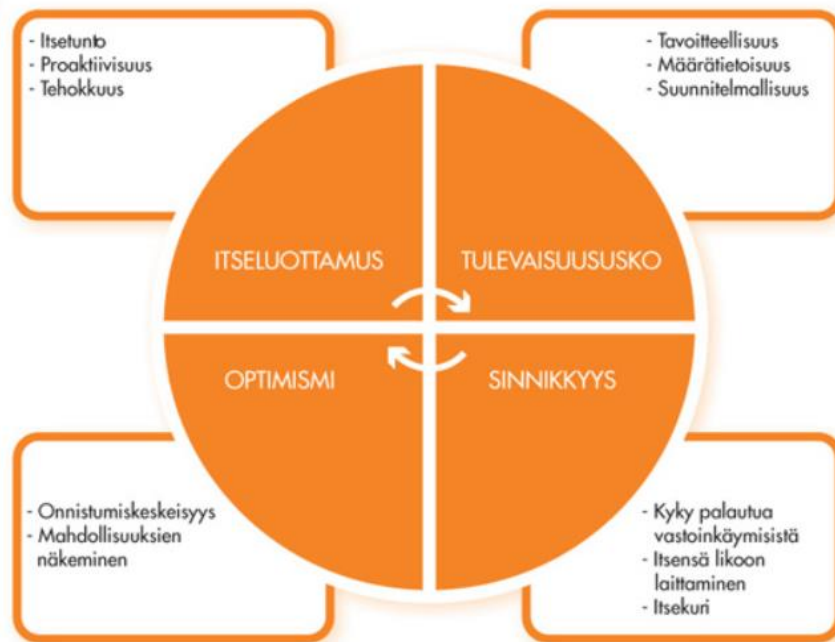 - Itsetunto
- Proaktiivisuus
- Tehokkuus
- Tavoitteellisuus
- Määrätietoisuus
- Suunnitelmallisuus
ITSELUOTTAMUS
TULEVAISUUSUSKO
OPTIMISMI
SINNIKKYYS
- Onnistumiskeskeisyys
- Mahdollisuuksien
näkeminen
- Kyky palautua
vastoinkäymisistä
- Itsensä likoon
laittaminen
- Itsekuri